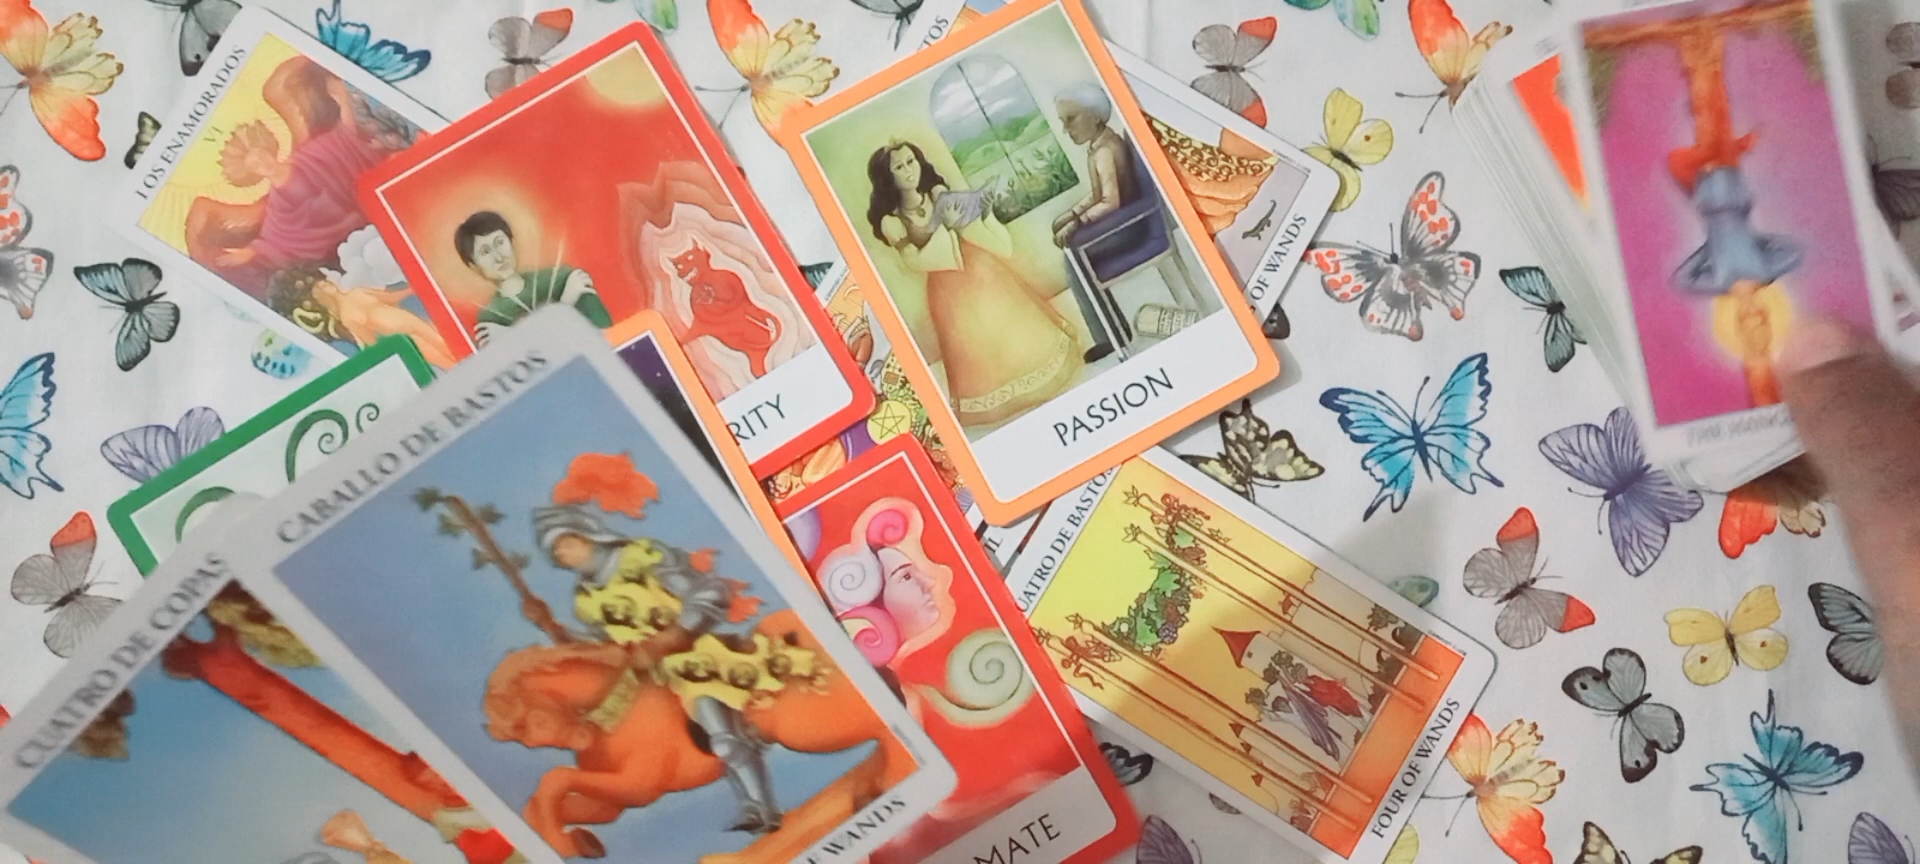 LOS ENAMORADOS
VI
RITY
PASSION
OF WANDS
CABALLO DE BASTOS
CUATRO DE COPAS
WANDS
MATE
CUATRO DE BASTOS
FOUR OF WANDS